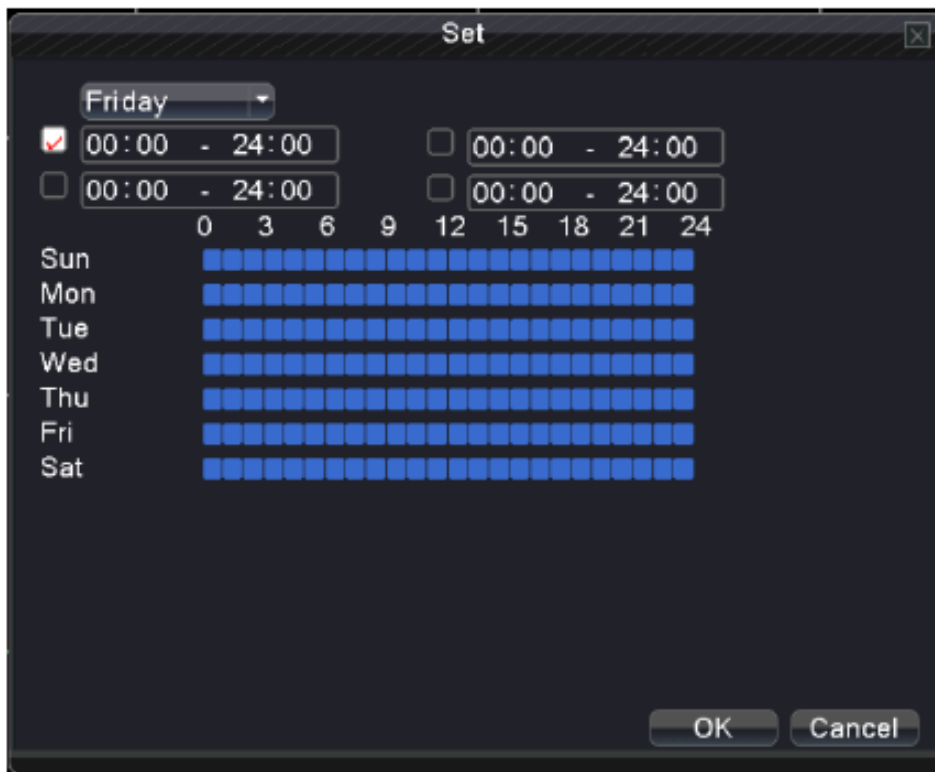 Set
Friday
00:00 - 24:00 00:00 - 24:00
00:00 - 24:00 00:00 - 24:00
0 3 6 9 12 15 18 21 24
Sun
Mon
Tue
Wed
Thu
Fri
Sat
OK Cancel